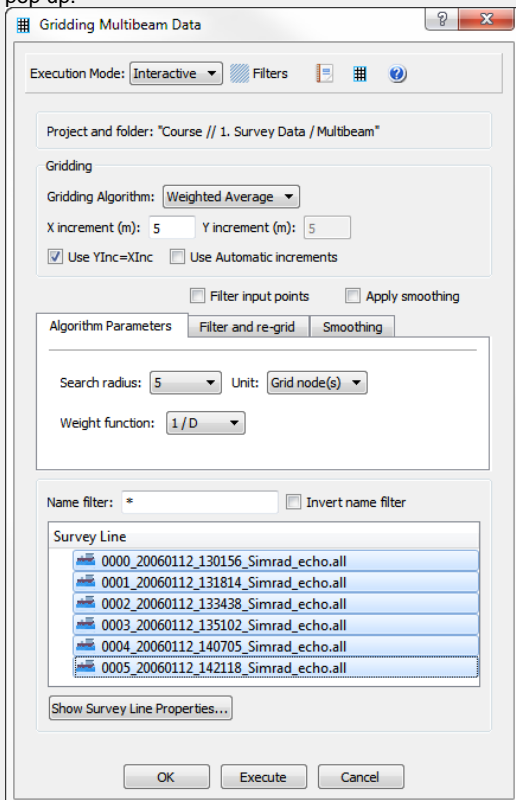 pop up.
Gridding Multibeam Data
Execution Mode: Interactive Filters
Project and folder: "Course // 1. Survey Data / Multibeam"
Gridding
Gridding Algorithm: Weighted Average
X increment (m): 5 Y increment (m): 5
Use YInc=XInc Use Automatic increments
Filter input points Apply smoothing
Algorithm Parameters Filter and re-grid Smoothing
Search radius: 5 Unit: Grid node(s)
Weight function: 1 / D
Name filter: * Invert name filter
Survey Line
0000_20060112_130156_Simrad_echo.all
0001_20060112_131814_Simrad_echo.all
0002_20060112_133438_Simrad_echo.all
0003_20060112_135102_Simrad_echo.all
0004_20060112_140705_Simrad_echo.all
0005_20060112_142118_Simrad_echo.all
Show Survey Line Properties...
OK Execute Cancel